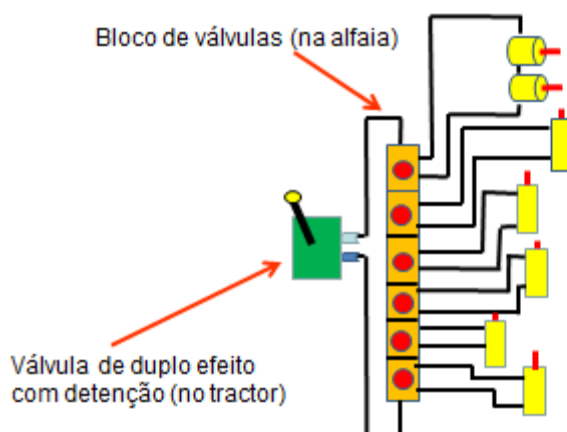 Bloco de válvulas (na alfaia)
Válvula de duplo efeito
com detenção (no tractor)